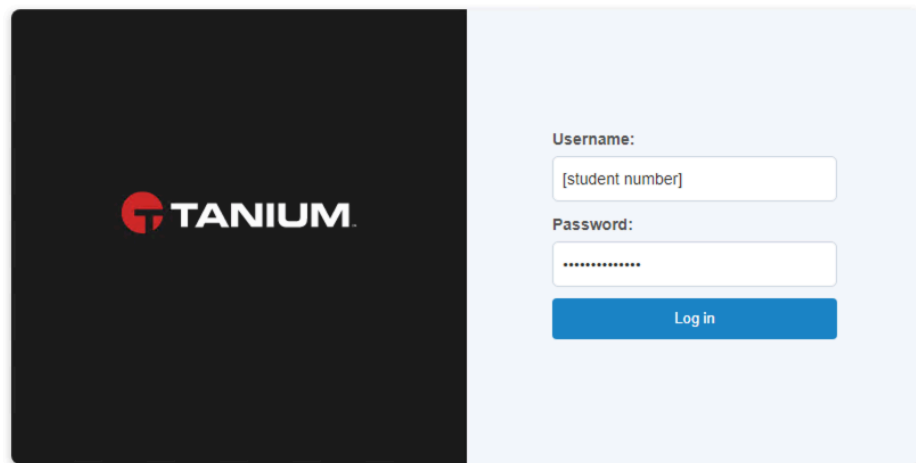 TANIUM
Username:
[student number]
Password:
••••••••••••••
Log in